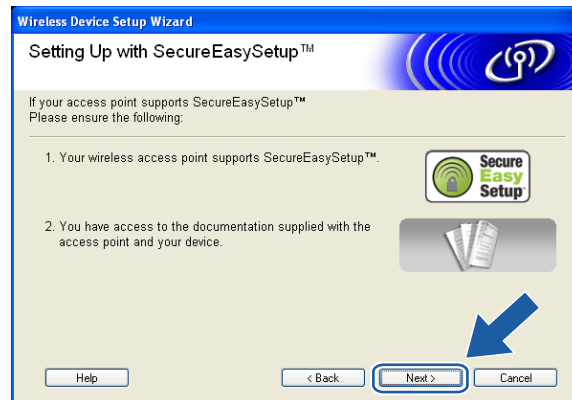 Wireless Device Setup Wizard
Setting Up with SecureEasySetup™
If your access point supports SecureEasySetup™
Please ensure the following:
1. Your wireless access point supports SecureEasySetup™.
Secure
Easy
Setup™
2. You have access to the documentation supplied with the
access point and your device.
Help
< Back
Next >
Cancel